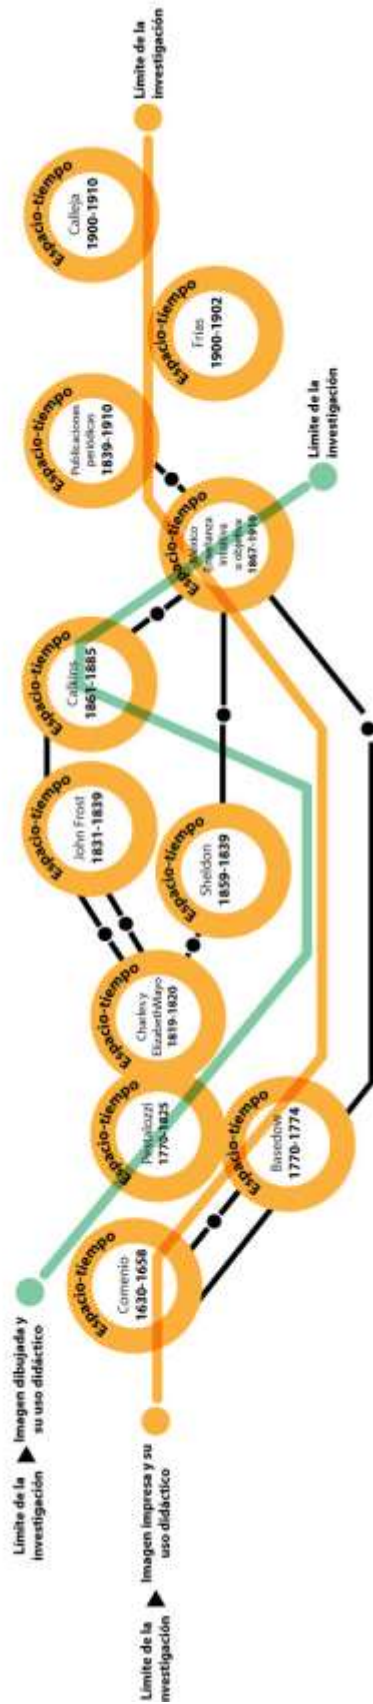 Límite de la
investigación
Imagen dibujada y
su uso didáctico
Límite de la
nvestigación
Imagen impresa y su
uso didáctico
Espacio-tiempo
Comenio
1630-1658
Espacio-tiempo
Pestalozzi
1770-1825
Espacio-tiempo
Basedow
1770-1774
Espacio-tiempo
Charles y
ElizabethMayo
1819-1820
Espacio-tiempo
John Frost
1831-1839
Espacio-tiempo
Sheldon
1859-1839
Espacio-tiempo
Calkins
1861-1885
Espacio-tiempo
México
Enseñanza
intuitiva
u objetiva
1867-1910
Espacio-tiempo
Publicaciones
periódicas
1839-1910
Espacio-tiempo
Frías
1900-1902
Espacio-tiempo
Calleja
1900-1910
Límite de la
investigación
Límite de la
investigación